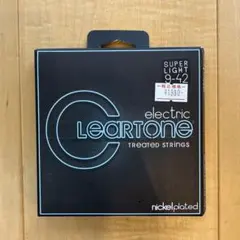 SUPER
LIGHT
9-42
electric
CLEARTONE
TREATED STRINGS
nickelplated